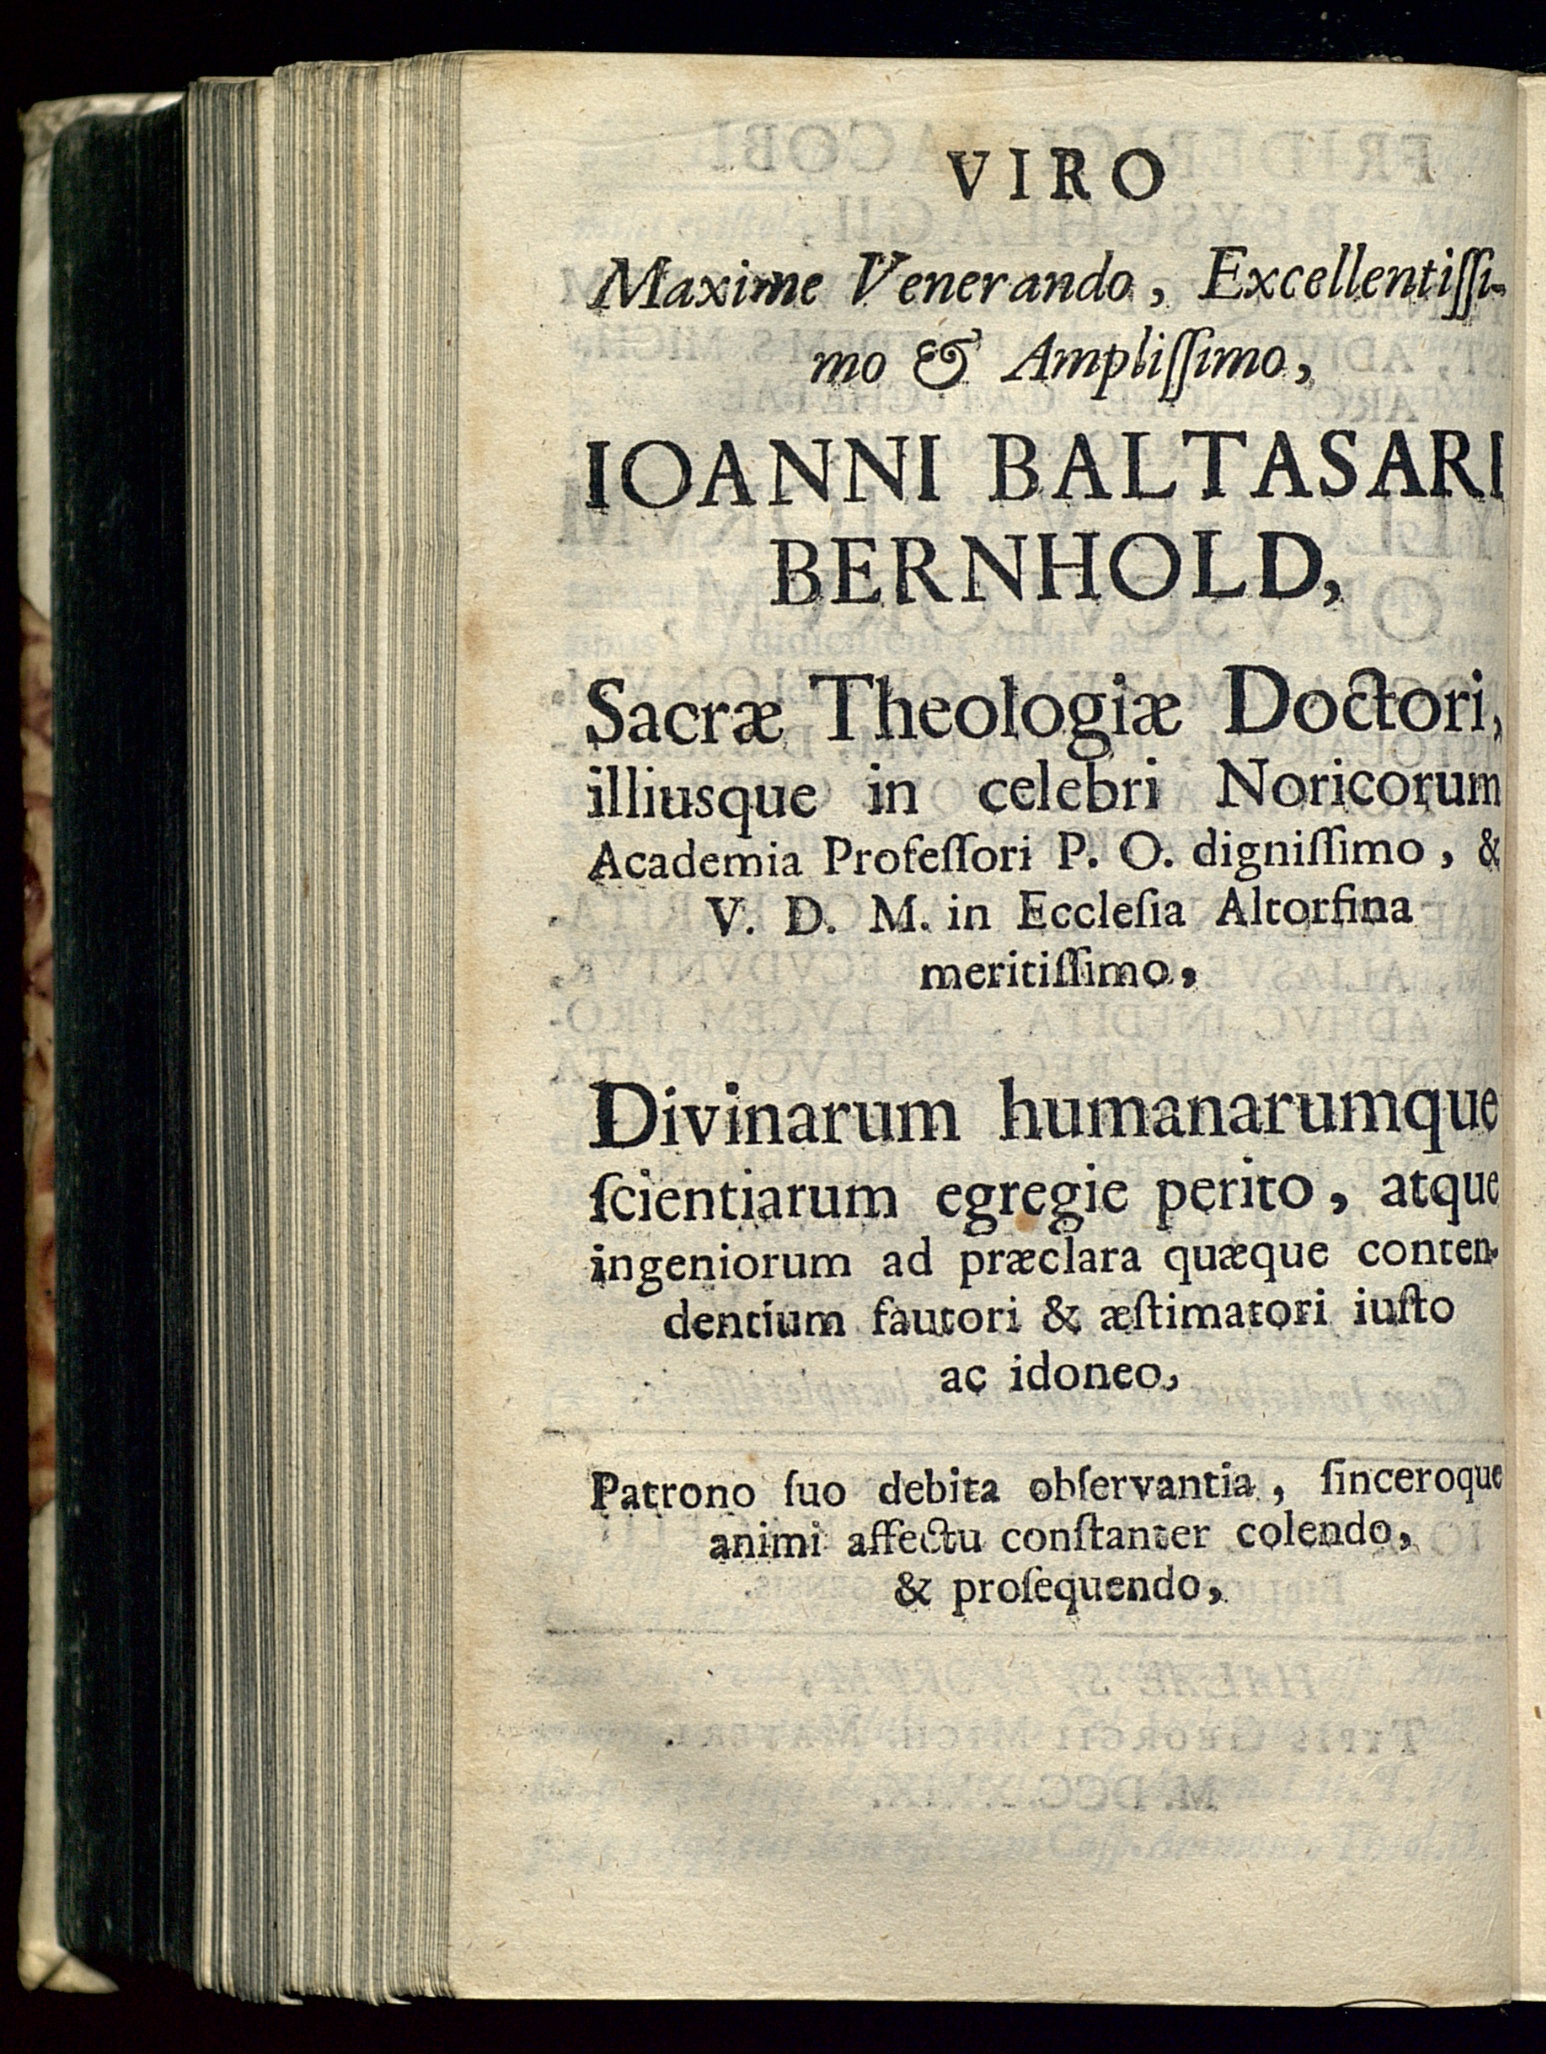 VIRO
Maxime Venerando, Excellentiſſi-
mo & Ampliſſimo,
IOANNI BALTASARI
BERNHOLD,
Sacræ Theologiæ Doctori,
illiusque in celebri Noricorum
Academia Profeſſori P. O. digniſſimo, &
V. D. M. in Eccleſia Altorfina
meritiſſimo,
Divinarum humanarumque
ſcientiarum egregie perito, atque
ingeniorum ad præclara quæque conten-
dentium fautori & æſtimatori iuſto
ac idoneo,
Patrono ſuo debita obſervantia, ſinceroque
animi affectu conſtanter colendo,
& proſequendo,